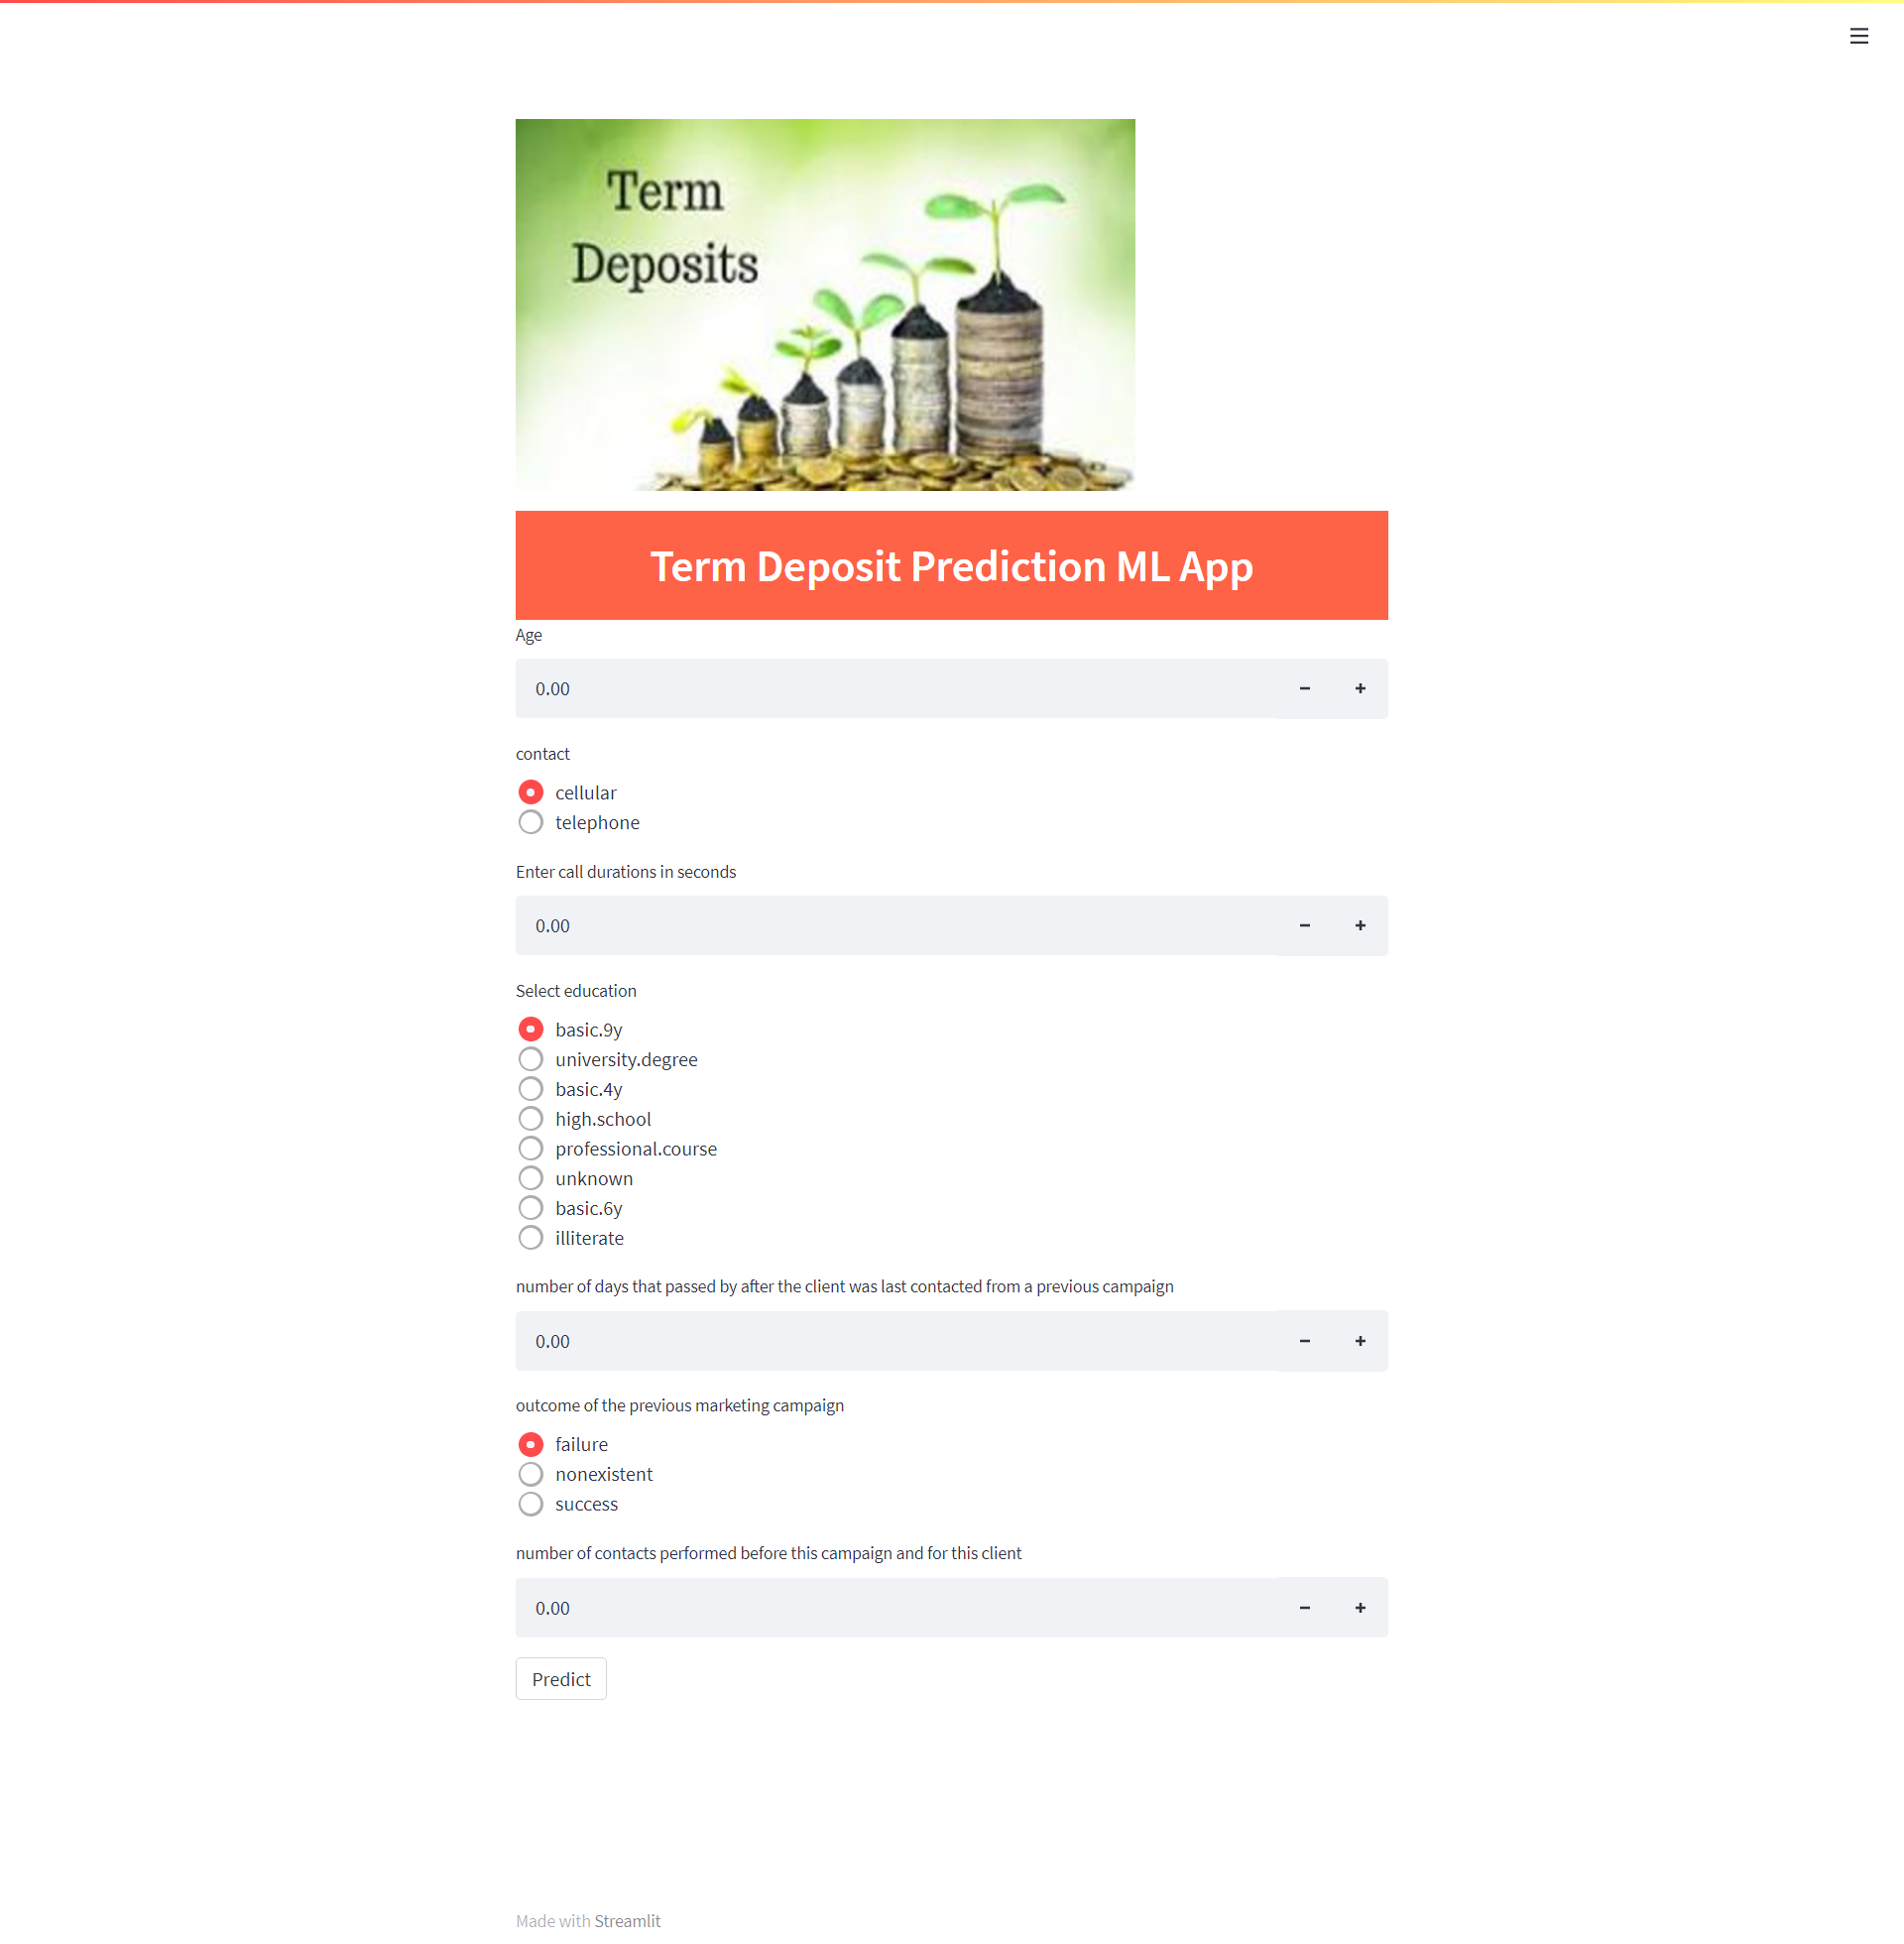 Term
Deposits
Term Deposit Prediction ML App
Age
0.00
contact
cellular
telephone
Enter call durations in seconds
0.00
Select education
basic.9y
university.degree
basic.4y
high.school
professional.course
unknown
basic.6y
illiterate
number of days that passed by after the client was last contacted from a previous campaign
0.00
outcome of the previous marketing campaign
failure
nonexistent
success
number of contacts performed before this campaign and for this client
0.00
Predict
Made with Streamlit